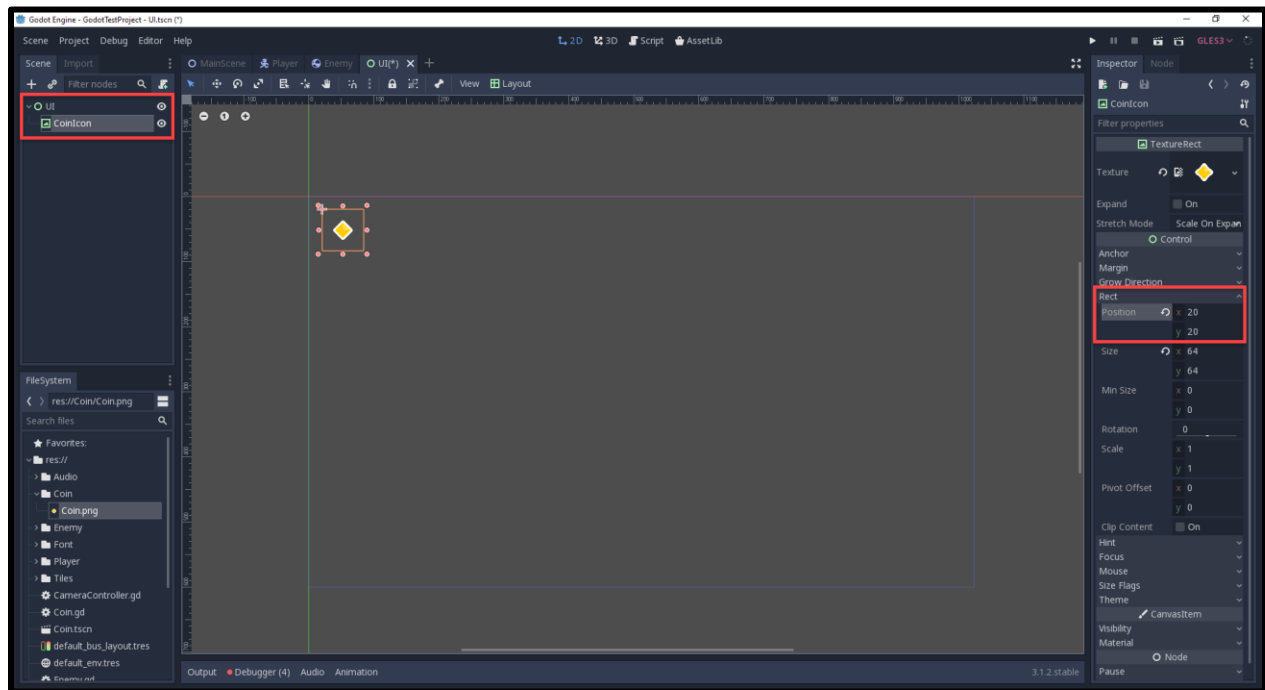 Godot Engine - GodotTestProject - UI.tscn (*)
Scene Project Debug Editor Help
2D 3D Script AssetLib
GLES3
Scene Import
MainScene Player Enemy UI(*)
Inspector Node
Filter nodes
View Layout
UI
CoinIcon
CoinIcon
Filter properties
TextureRect
Texture
Expand On
Stretch Mode Scale On Expan
Control
Anchor
Margin
Grow Direction
Rect
Position x 20
y 20
Size x 64
y 64
Min Size x 0
y 0
Rotation 0
Scale x 1
y 1
Pivot Offset x 0
y 0
Clip Content On
Hint
Focus
Mouse
Size Flags
Theme
CanvasItem
Visibility
Material
Node
Pause
FileSystem
res://Coin/Coin.png
Search files
Favorites:
res://
Audio
Coin
Coin.png
Enemy
Font
Player
Tiles
CameraController.gd
Coin.gd
Coin.tscn
default_bus_layout.tres
default_env.tres
Enemy.gd
Output Debugger (4) Audio Animation
3.1.2.stable